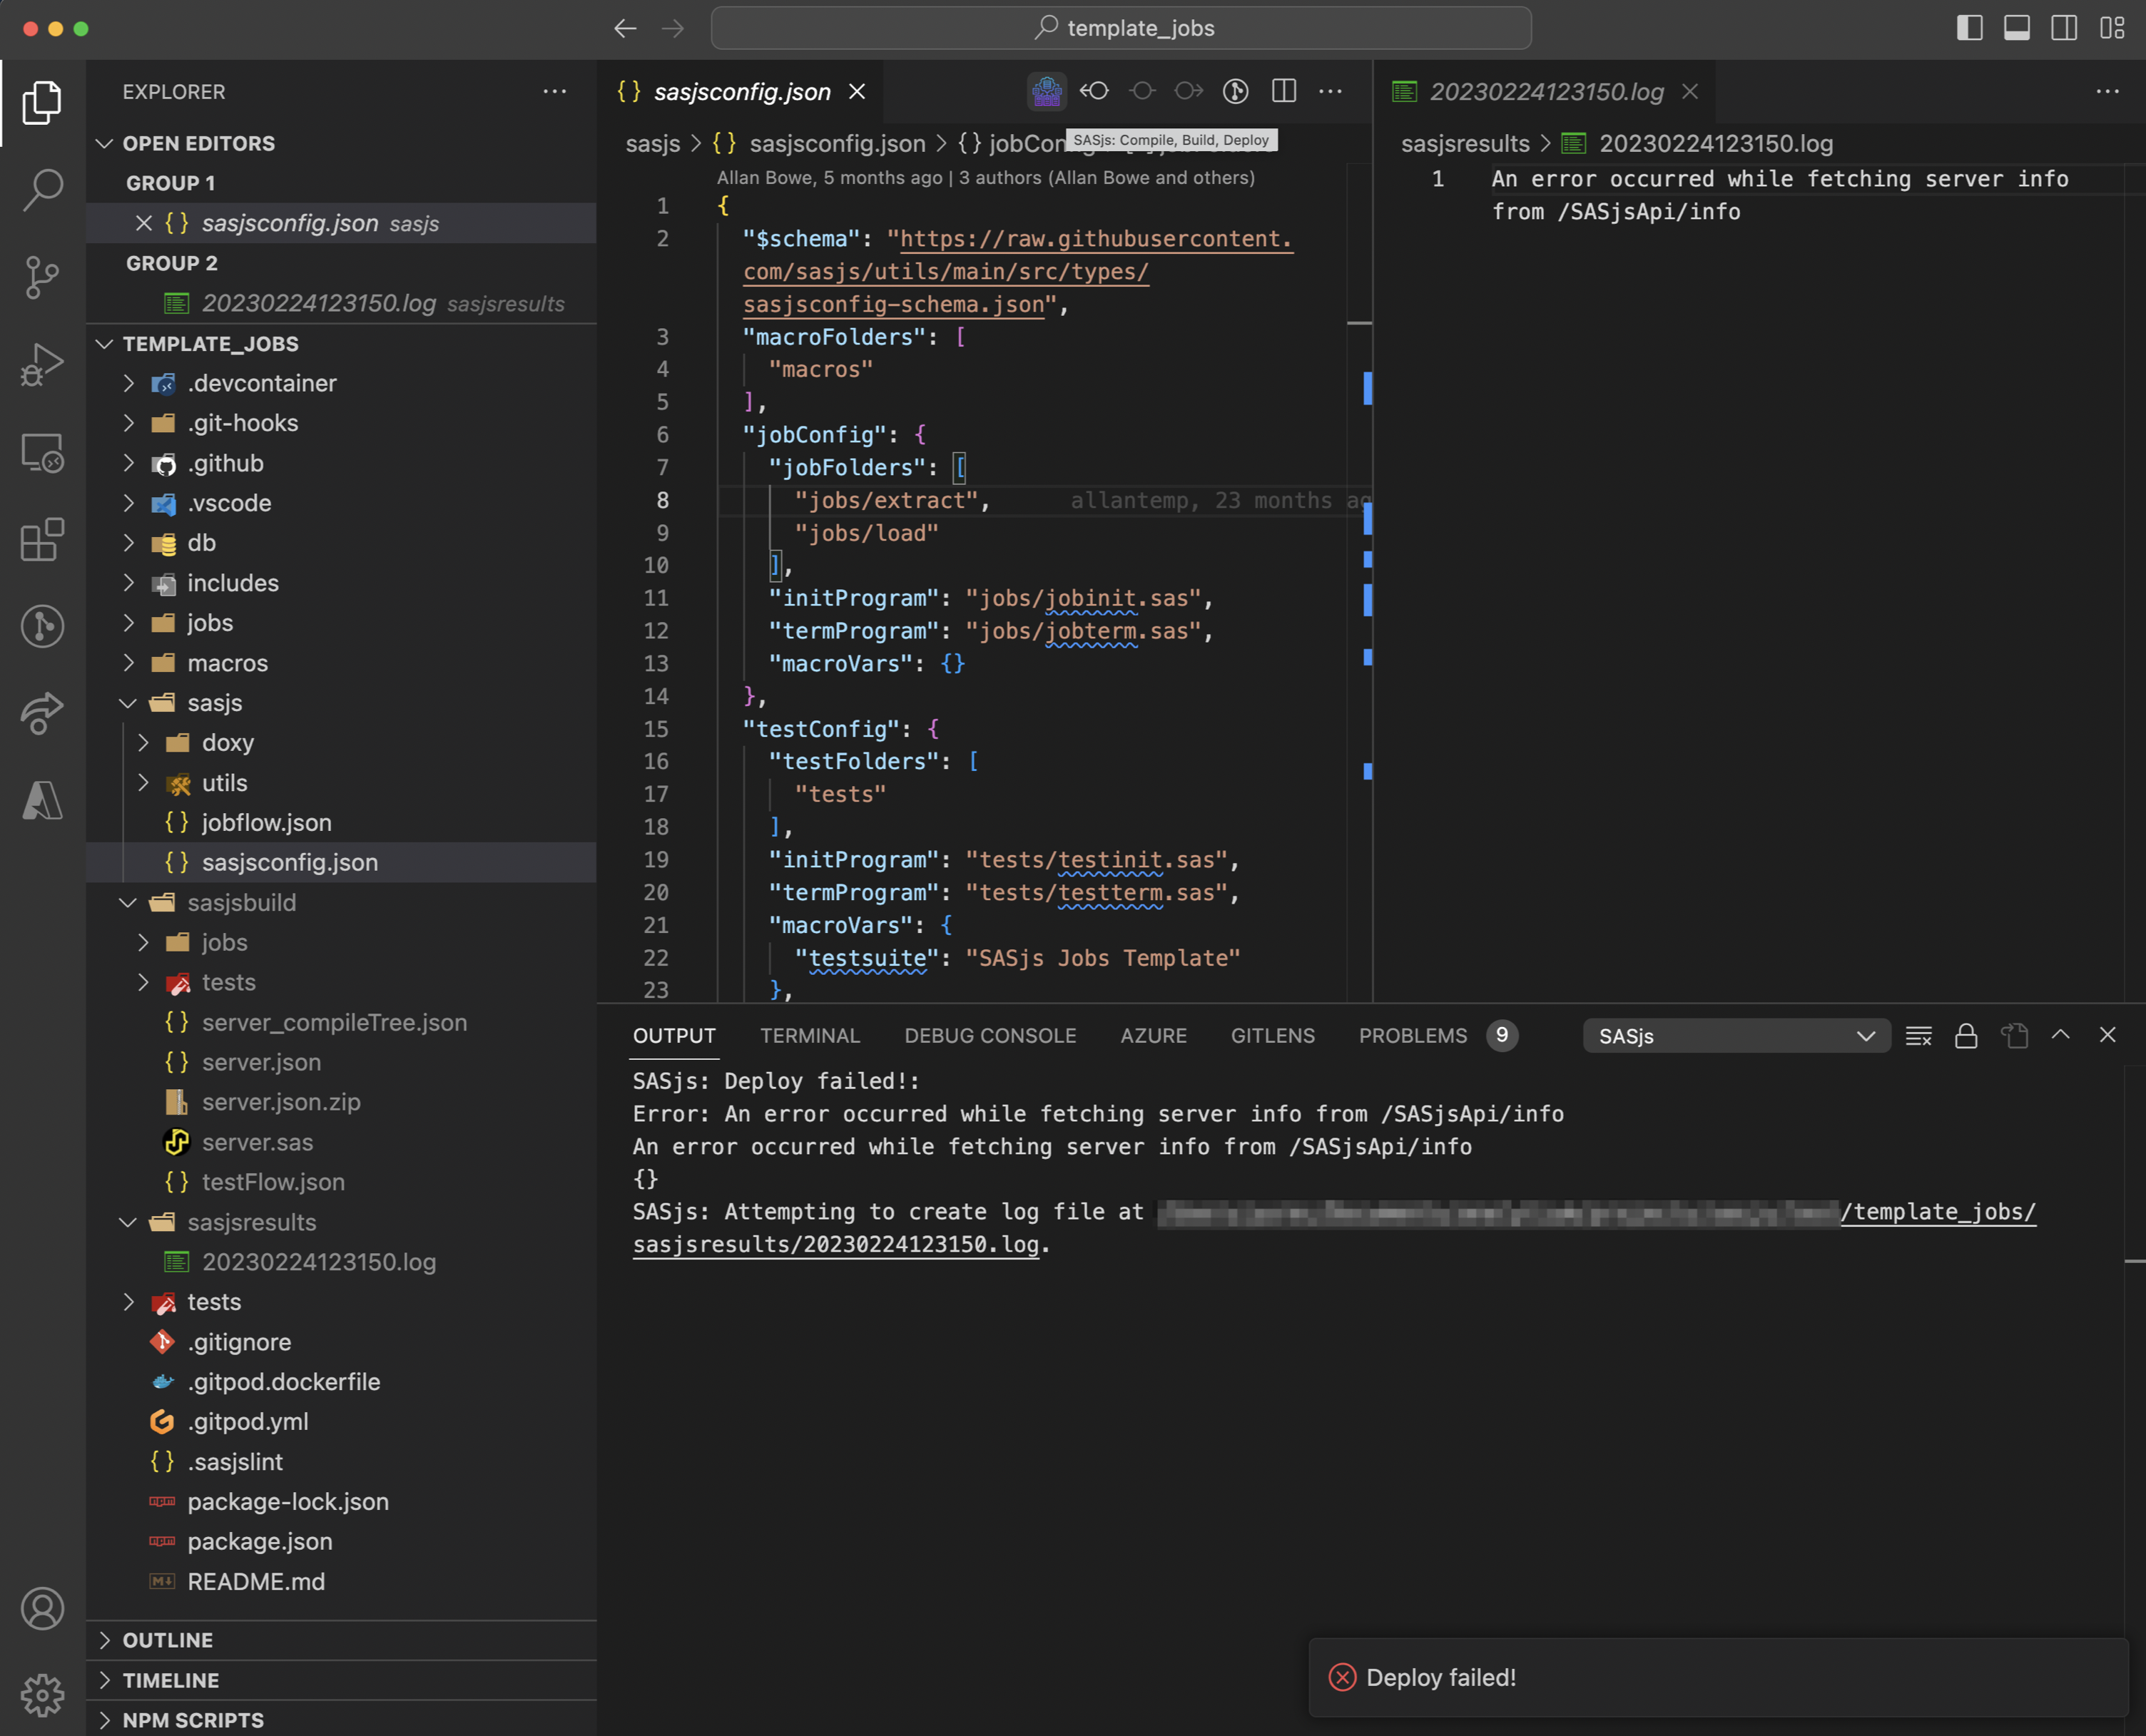 template_jobs
EXPLORER
OPEN EDITORS
GROUP 1
sasjsconfig.json sasjs
GROUP 2
20230224123150.log sasjsresults
TEMPLATE_JOBS
.devcontainer
.git-hooks
.github
.vscode
db
includes
jobs
macros
sasjs
doxy
utils
{} jobflow.json
{} sasjsconfig.json
sasjsbuild
jobs
tests
{} server_compileTree.json
{} server.json
server.json.zip
server.sas
{} testFlow.json
sasjsresults
20230224123150.log
tests
.gitignore
.gitpod.dockerfile
.gitpod.yml
{} .sasjslint
package-lock.json
package.json
README.md
OUTLINE
TIMELINE
NPM SCRIPTS
{} sasjsconfig.json
sasjs > {} sasjsconfig.json > {} jobCon
SASjs: Compile, Build, Deploy
Allan Bowe, 5 months ago | 3 authors (Allan Bowe and others)
1 {
2 "$schema": "https://raw.githubusercontent.
com/sasjs/utils/main/src/types/
sasjsconfig-schema.json",
3 "macroFolders": [
4 "macros"
5 ],
6 "jobConfig": {
7 "jobFolders": [
8 "jobs/extract", allantemp, 23 months ag
9 "jobs/load"
10 ],
11 "initProgram": "jobs/jobinit.sas",
12 "termProgram": "jobs/jobterm.sas",
13 "macroVars": {}
14 },
15 "testConfig": {
16 "testFolders": [
17 "tests"
18 ],
19 "initProgram": "tests/testinit.sas",
20 "termProgram": "tests/testterm.sas",
21 "macroVars": {
22 "testsuite": "SASjs Jobs Template"
23 },
20230224123150.log
sasjsresults > 20230224123150.log
1 An error occurred while fetching server info
from /SASjsApi/info
OUTPUT TERMINAL DEBUG CONSOLE AZURE GITLENS PROBLEMS 9 SASjs
SASjs: Deploy failed!:
Error: An error occurred while fetching server info from /SASjsApi/info
An error occurred while fetching server info from /SASjsApi/info
{}
SASjs: Attempting to create log file at /template_jobs/
sasjsresults/20230224123150.log.
Deploy failed!